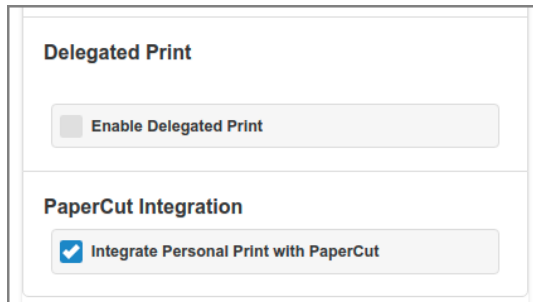 Delegated Print
Enable Delegated Print
PaperCut Integration
Integrate Personal Print with PaperCut